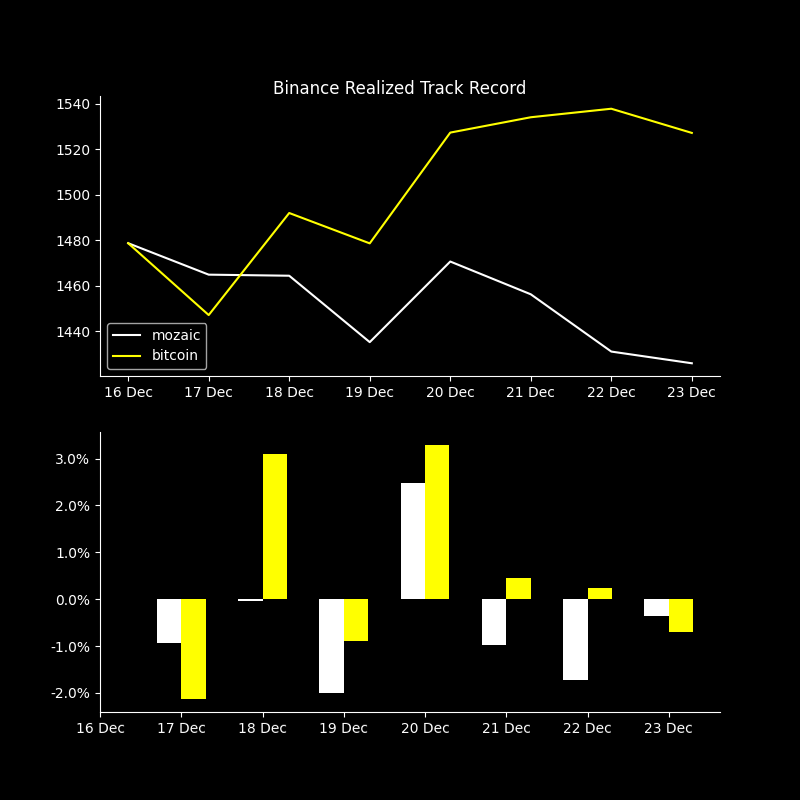 Binance Realized Track Record
1540
1520
1500
1480
1460
1440
mozaic
bitcoin
16 Dec 17 Dec 18 Dec 19 Dec 20 Dec 21 Dec 22 Dec 23 Dec
3.0%
2.0%
1.0%
0.0%
-1.0%
-2.0%
16 Dec 17 Dec 18 Dec 19 Dec 20 Dec 21 Dec 22 Dec 23 Dec